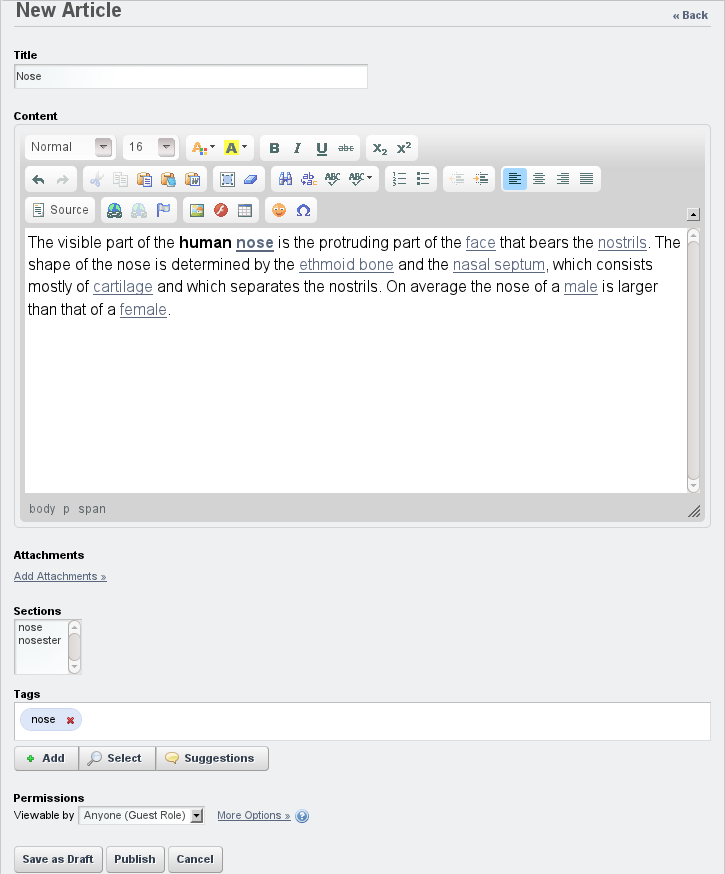 New Article
« Back
Title
Nose
Content
Normal 16 A A B I U abc x2 x2
ABC ABC
Source
The visible part of the human nose is the protruding part of the face that bears the nostrils. The
shape of the nose is determined by the ethmoid bone and the nasal septum, which consists
mostly of cartilage and which separates the nostrils. On average the nose of a male is larger
than that of a female.
body p span
Attachments
Add Attachments »
Sections
nose
nosester
Tags
nose
Add Select Suggestions
Permissions
Viewable by Anyone (Guest Role) More Options » ?
Save as Draft Publish Cancel